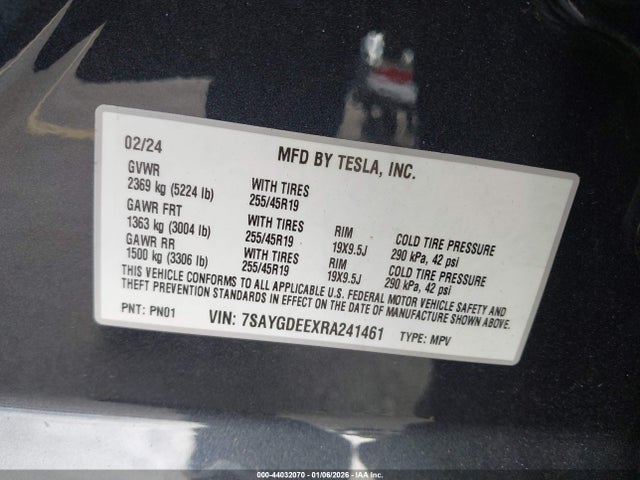 02/24 MFD BY TESLA, INC.
GVWR
2369 kg (5224 lb) WITH TIRES 255/45R19
GAWR FRT
1363 kg (3004 lb) WITH TIRES 255/45R19 RIM 19X9.5J COLD TIRE PRESSURE 290 kPa, 42 psi
GAWR RR
1500 kg (3306 lb) WITH TIRES 255/45R19 RIM 19X9.5J COLD TIRE PRESSURE 290 kPa, 42 psi
THIS VEHICLE CONFORMS TO ALL APPLICABLE U.S. FEDERAL MOTOR VEHICLE SAFETY AND
THEFT PREVENTION STANDARDS IN EFFECT ON THE DATE OF MANUFACTURE SHOWN ABOVE.
PNT: PN01 VIN: 7SAYGDEEXRA241461 TYPE: MPV
000-44032070 - 01/06/2026 - IAA Inc.